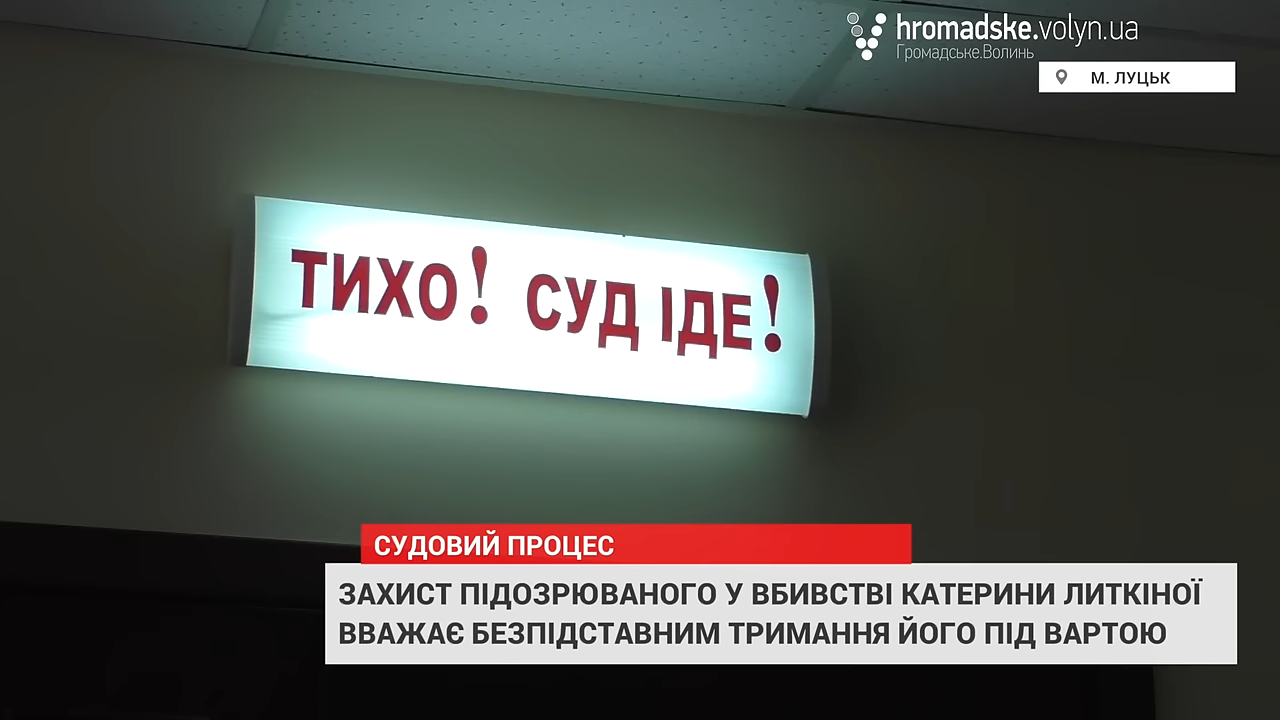 hromadske.volyn.ua
Громадське.Волинь
М. ЛУЦЬК
ТИХО! СУД ІДЕ!
СУДОВИЙ ПРОЦЕС
ЗАХИСТ ПІДОЗРЮВАНОГО У ВБИВСТВІ КАТЕРИНИ ЛИТКІНОЇ
ВВАЖАЄ БЕЗПІДСТАВНИМ ТРИМАННЯ ЙОГО ПІД ВАРТОЮ